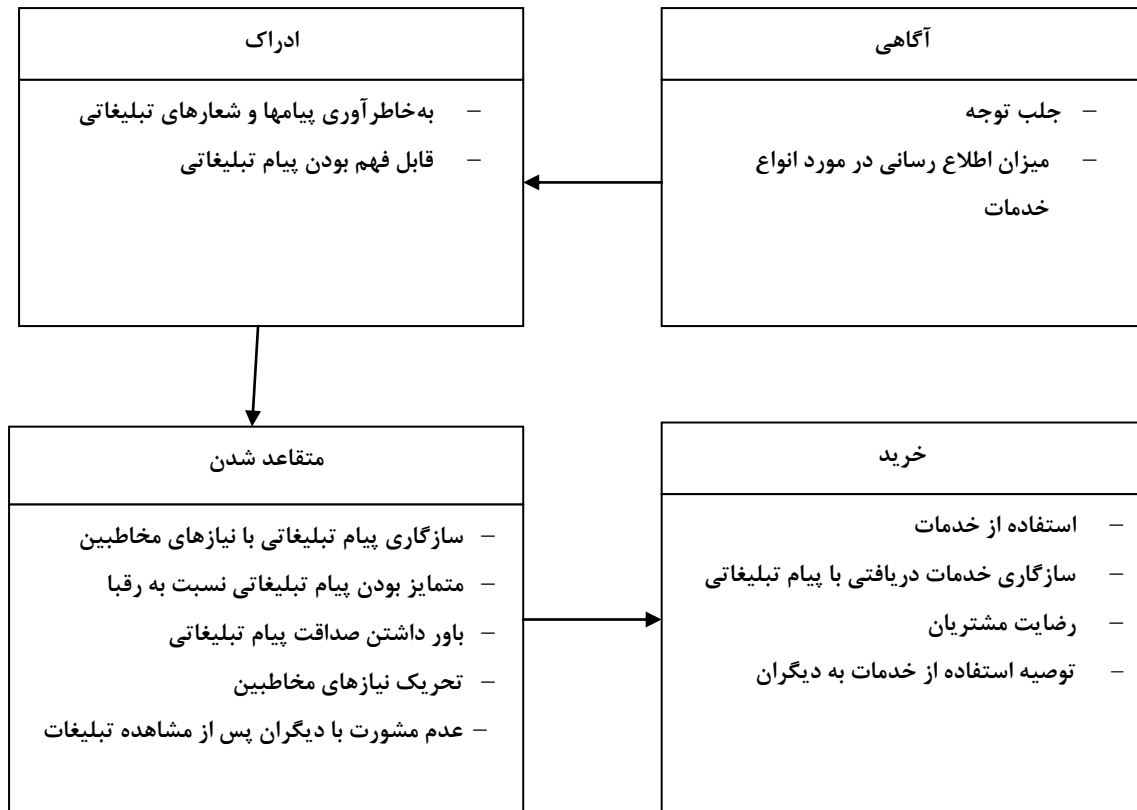 آگاهی
– جلب توجه
– میزان اطلاع رسانی در مورد انواع
خدمات
ادراک
– به‌خاطرآوری پیامها و شعارهای تبلیغاتی
– قابل فهم بودن پیام تبلیغاتی
متقاعد شدن
– سازگاری پیام تبلیغاتی با نیازهای مخاطبین
– متمایز بودن پیام تبلیغاتی نسبت به رقبا
– باور داشتن صداقت پیام تبلیغاتی
– تحریک نیازهای مخاطبین
– عدم مشورت با دیگران پس از مشاهده تبلیغات
خرید
– استفاده از خدمات
– سازگاری خدمات دریافتی با پیام تبلیغاتی
– رضایت مشتریان
– توصیه استفاده از خدمات به دیگران